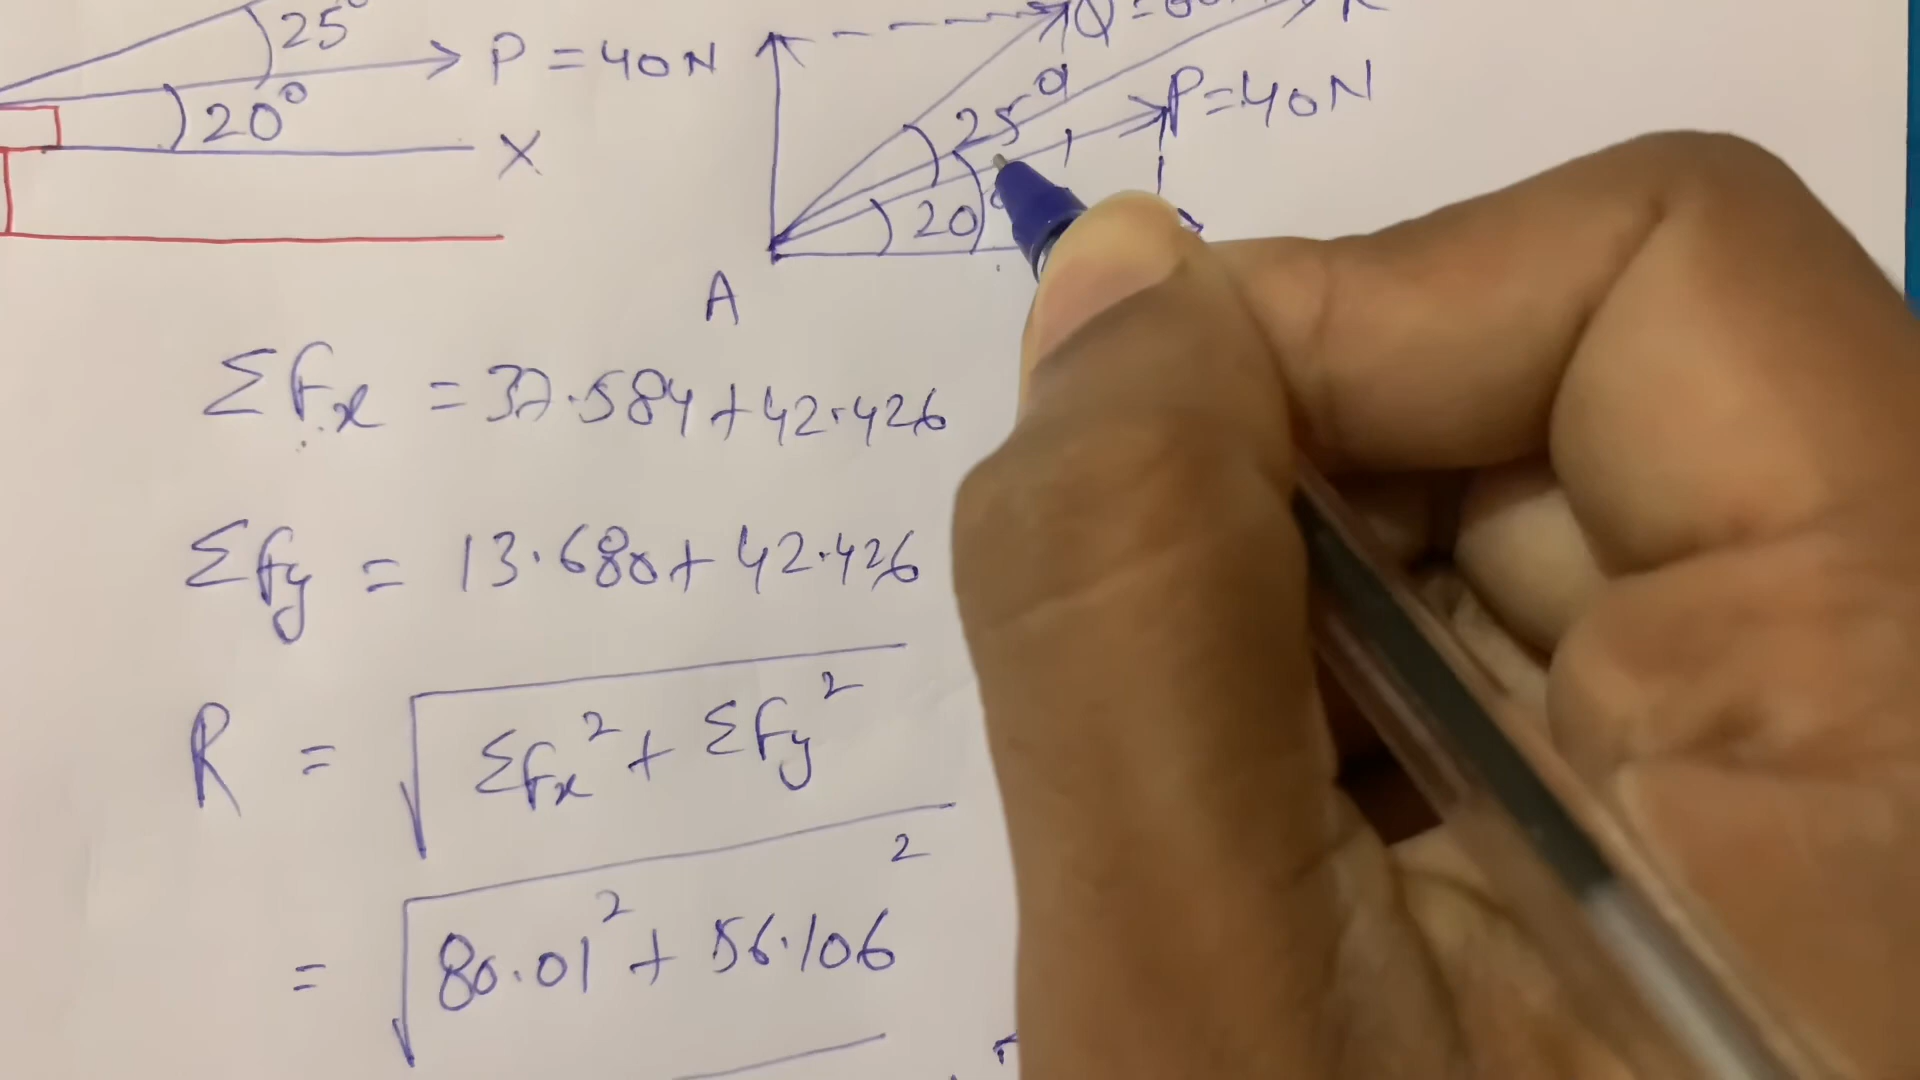 25°
P = 40N
20°
X
25°
P=40N
20°
A
Σfx = 37.584+42.426
Σfy = 13.680+42.426
R = √Σfx²+Σfy²
= √80.01²+56.106²